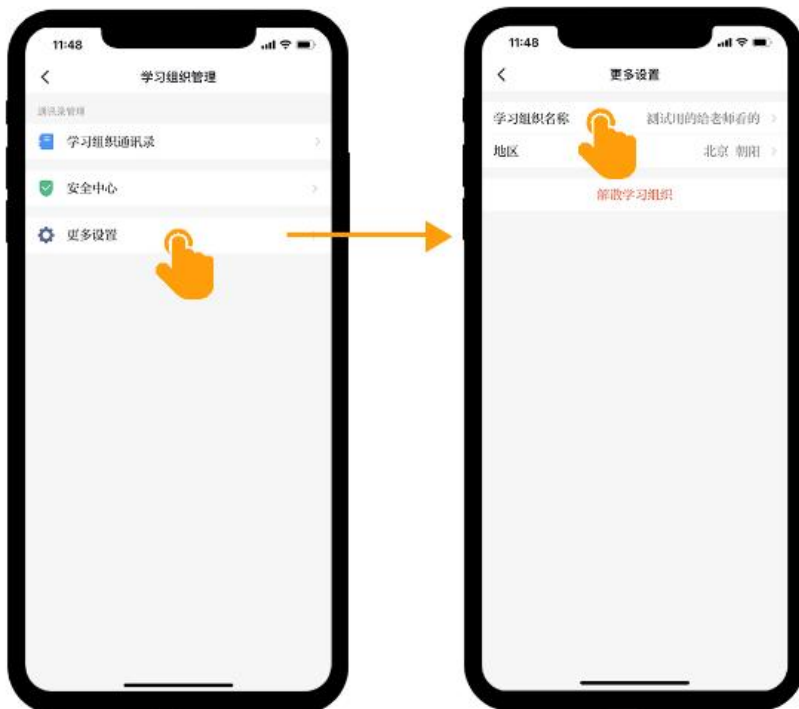 11:48
学习组织管理
通讯录管理
学习组织通讯录
安全中心
更多设置
11:48
更多设置
学习组织名称 测试用的给老师看的
地区 北京 朝阳
解散学习组织